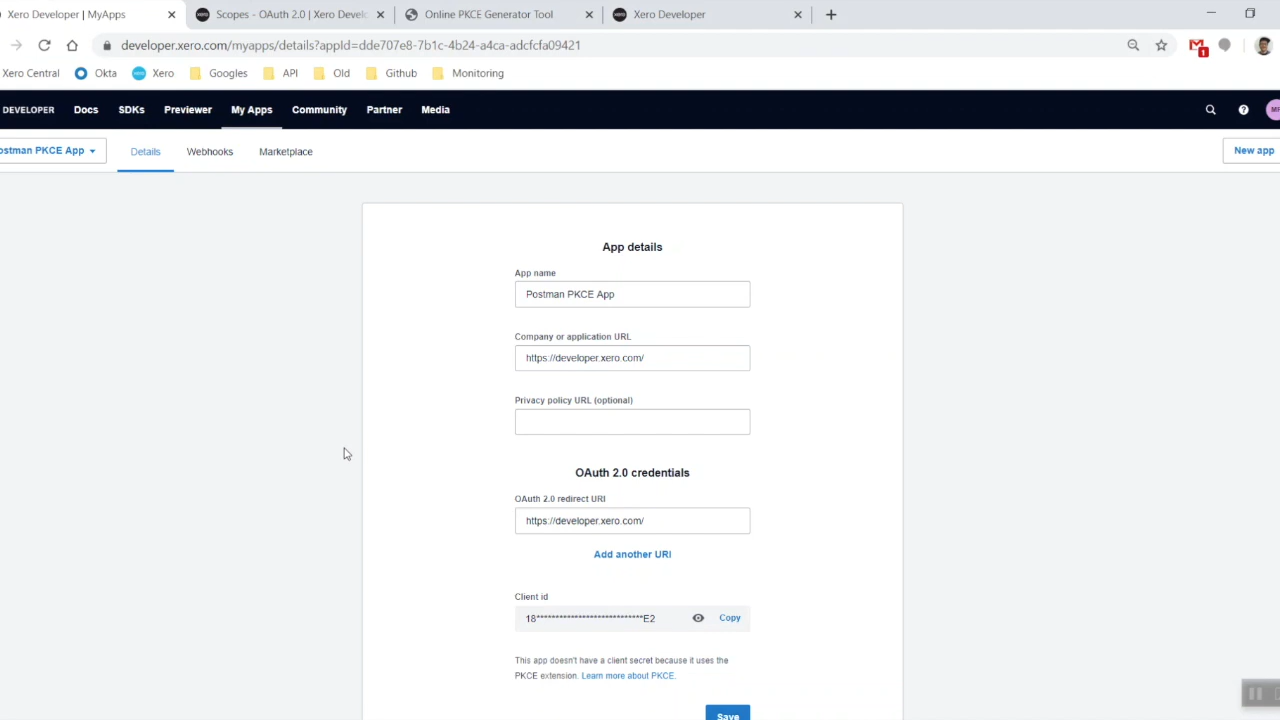 Xero Developer | MyApps
Scopes - OAuth 2.0 | Xero Develo
Online PKCE Generator Tool
Xero Developer
developer.xero.com/myapps/details?appId=dde707e8-7b1c-4b24-a4ca-adcfcfa09421
1
Xero Central
Okta
Xero
Googles
API
Old
Github
Monitoring
DEVELOPER
Docs
SDKs
Previewer
My Apps
Community
Partner
Media
ostman PKCE App
Details
Webhooks
Marketplace
New app
App details
App name
Postman PKCE App
Company or application URL
https://developer.xero.com/
Privacy policy URL (optional)
OAuth 2.0 credentials
OAuth 2.0 redirect URI
https://developer.xero.com/
Add another URI
Client id
18****************************E2
Copy
This app doesn't have a client secret because it uses the
PKCE extension. Learn more about PKCE.
Save